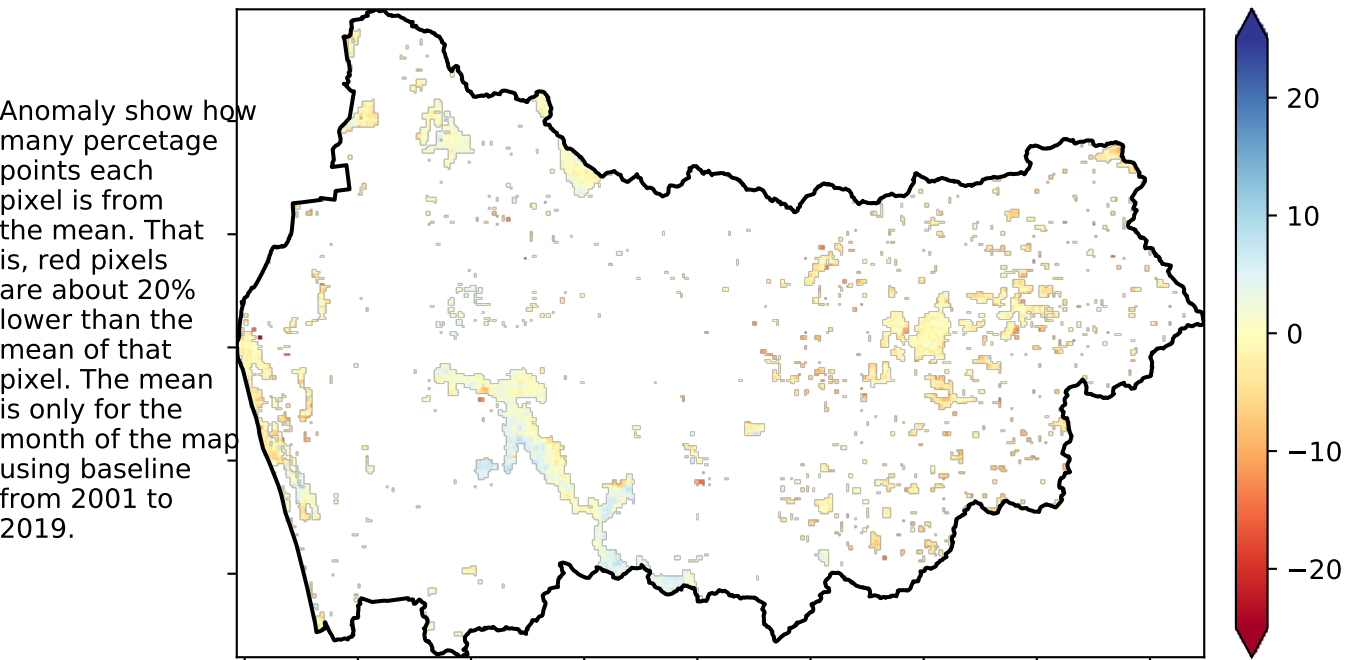 Anomaly show how
many percetage
points each
pixel is from
the mean. That
is, red pixels
are about 20%
lower than the
mean of that
pixel. The mean
is only for the
month of the map
using baseline
from 2001 to
2019.
20
10
0
−10
−20